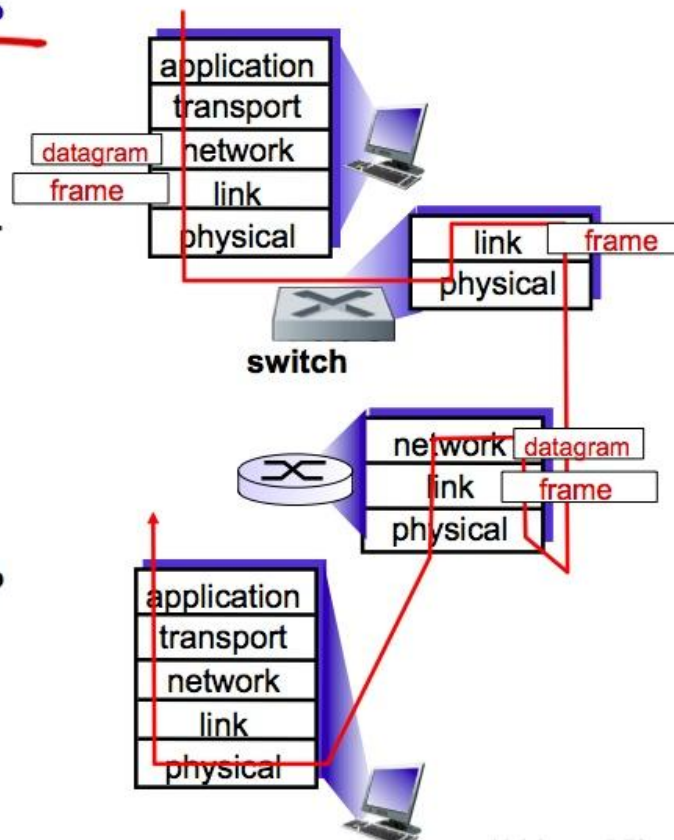 application
transport
datagram network
frame link
physical
link frame
physical
switch
network datagram
link frame
physical
application
transport
network
link
physical